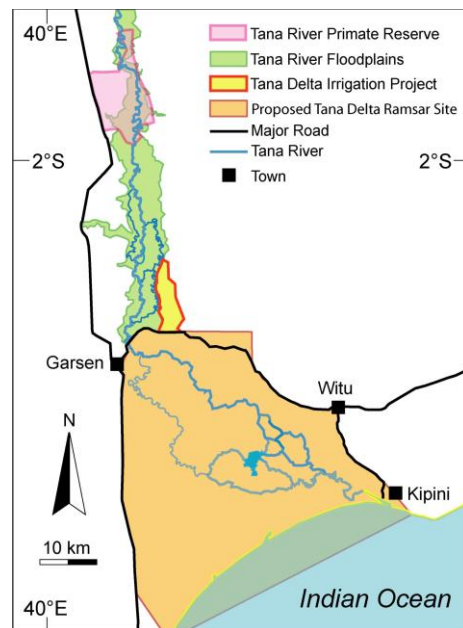 40°E
Tana River Primate Reserve
Tana River Floodplains
Tana Delta Irrigation Project
Proposed Tana Delta Ramsar Site
Major Road
Tana River
Town
2°S
2°S
Garsen
Witu
N
Kipini
10 km
Indian Ocean
40°E